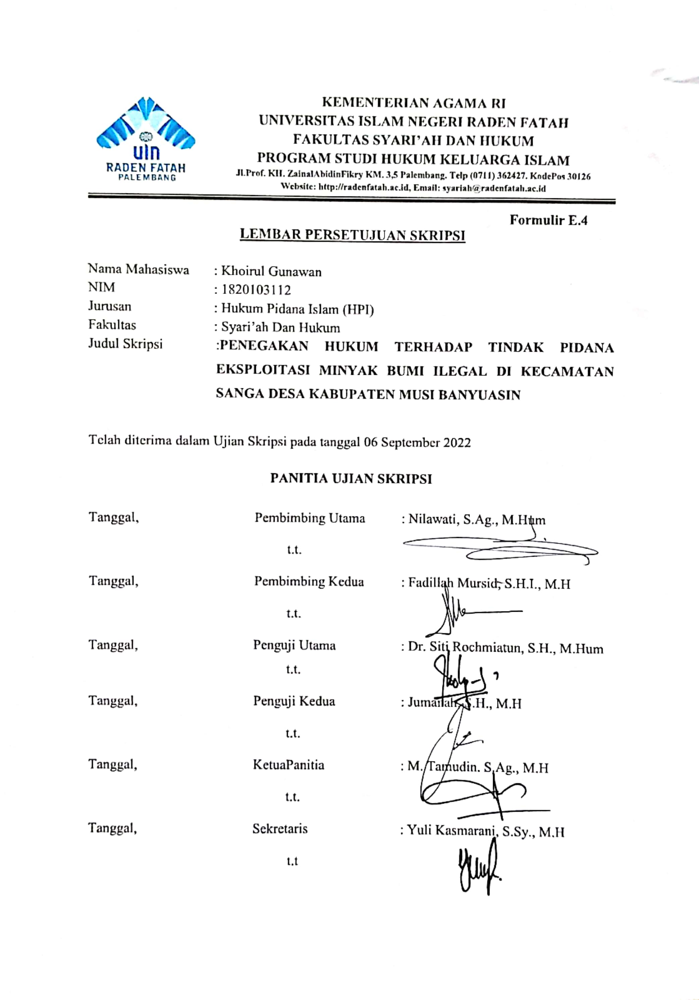 uin
RADEN FATAH
PALEMBANG
KEMENTERIAN AGAMA RI
UNIVERSITAS ISLAM NEGERI RADEN FATAH
FAKULTAS SYARI’AH DAN HUKUM
PROGRAM STUDI HUKUM KELUARGA ISLAM
Jl.Prof. KH. ZainalAbidinFikry KM. 3,5 Palembang. Telp (0711) 362427. KodePos 30126
Website: http://radenfatah.ac.id, Email: syariah@radenfatah.ac.id
Formulir E.4
LEMBAR PERSETUJUAN SKRIPSI
Nama Mahasiswa : Khoirul Gunawan
NIM : 1820103112
Jurusan : Hukum Pidana Islam (HPI)
Fakultas : Syari’ah Dan Hukum
Judul Skripsi :PENEGAKAN HUKUM TERHADAP TINDAK PIDANA
EKSPLOITASI MINYAK BUMI ILEGAL DI KECAMATAN
SANGA DESA KABUPATEN MUSI BANYUASIN
Telah diterima dalam Ujian Skripsi pada tanggal 06 September 2022
PANITIA UJIAN SKRIPSI
Tanggal, Pembimbing Utama : Nilawati, S.Ag., M.Hum
t.t.
Tanggal, Pembimbing Kedua : Fadillah Mursid, S.H.I., M.H
t.t.
Tanggal, Penguji Utama : Dr. Siti Rochmiatun, S.H., M.Hum
t.t.
Tanggal, Penguji Kedua : Jumailah, S.H., M.H
t.t.
Tanggal, KetuaPanitia : M. Tamudin. S.Ag., M.H
t.t.
Tanggal, Sekretaris : Yuli Kasmarani, S.Sy., M.H
t.t